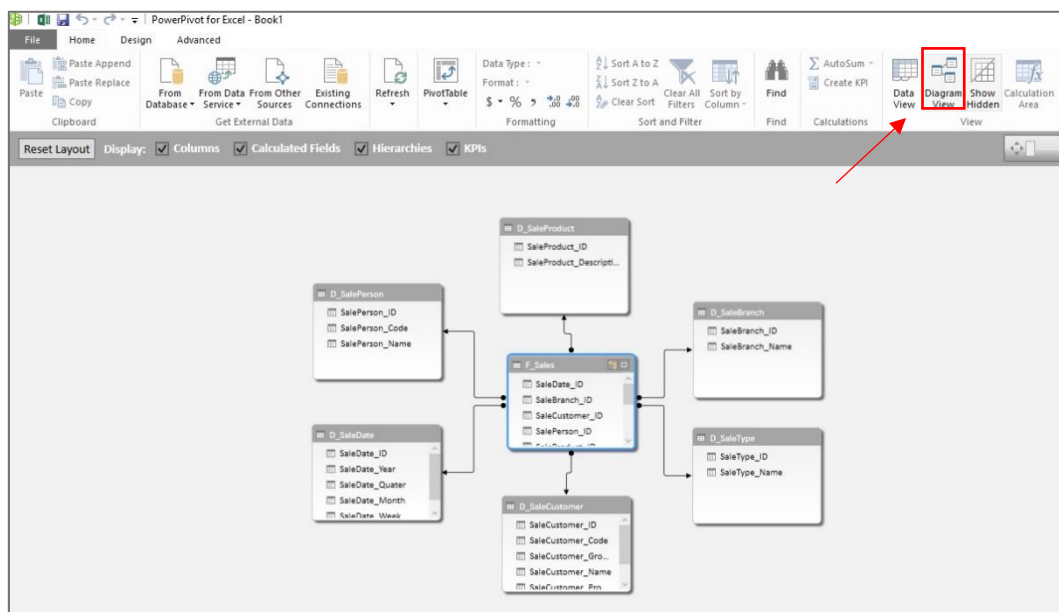 PowerPivot for Excel - Book1
File Home Design Advanced
Paste
Paste Append
Paste Replace
Copy
Clipboard
From Database
From Data Service
From Other Sources
Existing Connections
Get External Data
Refresh
PivotTable
Data Type :
Format :
$ % ,
Formatting
Sort A to Z
Sort Z to A
Clear Sort
Clear All Filters
Sort by Column
Sort and Filter
Find
Find
AutoSum
Create KPI
Calculations
Data View
Diagram View
Show Hidden
Calculation Area
View
Reset Layout Display: Columns Calculated Fields Hierarchies KPIs
D_SaleProduct
SaleProduct_ID
SaleProduct_Descripti...
D_SalePerson
SalePerson_ID
SalePerson_Code
SalePerson_Name
D_SaleBranch
SaleBranch_ID
SaleBranch_Name
F_Sales
SaleDate_ID
SaleBranch_ID
SaleCustomer_ID
SalePerson_ID
SaleProduct_ID
D_SaleDate
SaleDate_ID
SaleDate_Year
SaleDate_Quater
SaleDate_Month
SaleDate_Week
D_SaleType
SaleType_ID
SaleType_Name
D_SaleCustomer
SaleCustomer_ID
SaleCustomer_Code
SaleCustomer_Gro...
SaleCustomer_Name
SaleCustomer_Pro